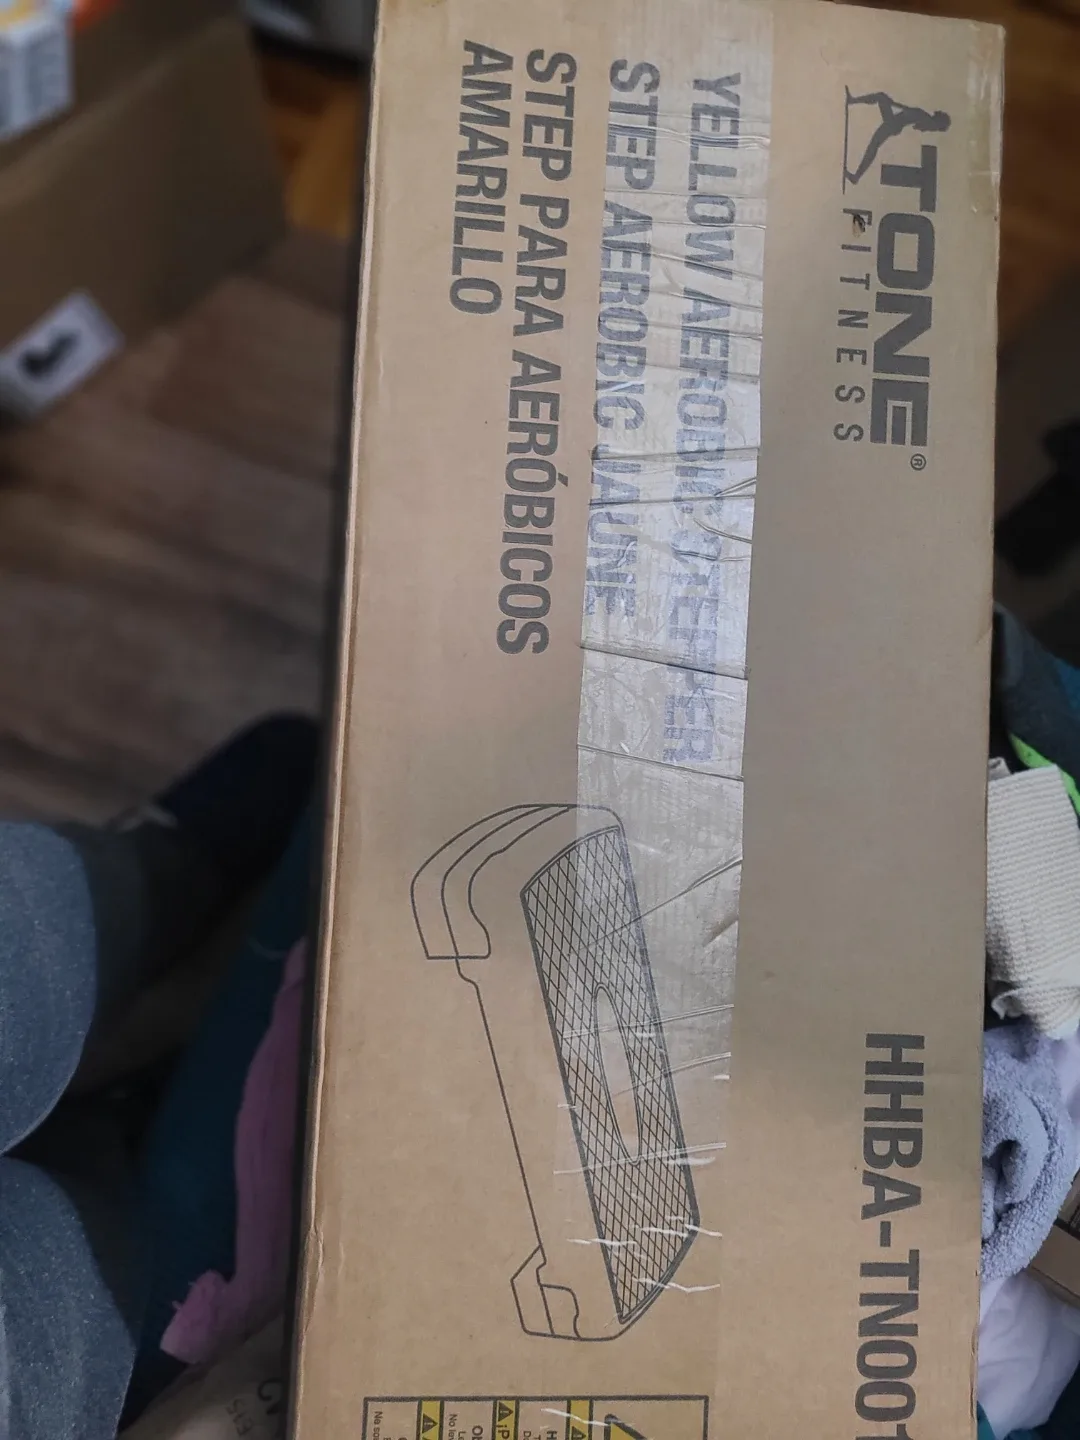 TONE®
FITNESS
HHBA-TN001
YELLOW AEROBIC STEPPER
STEP AEROBIC JAUNE
STEP PARA AERÓBICOS
AMARILLO